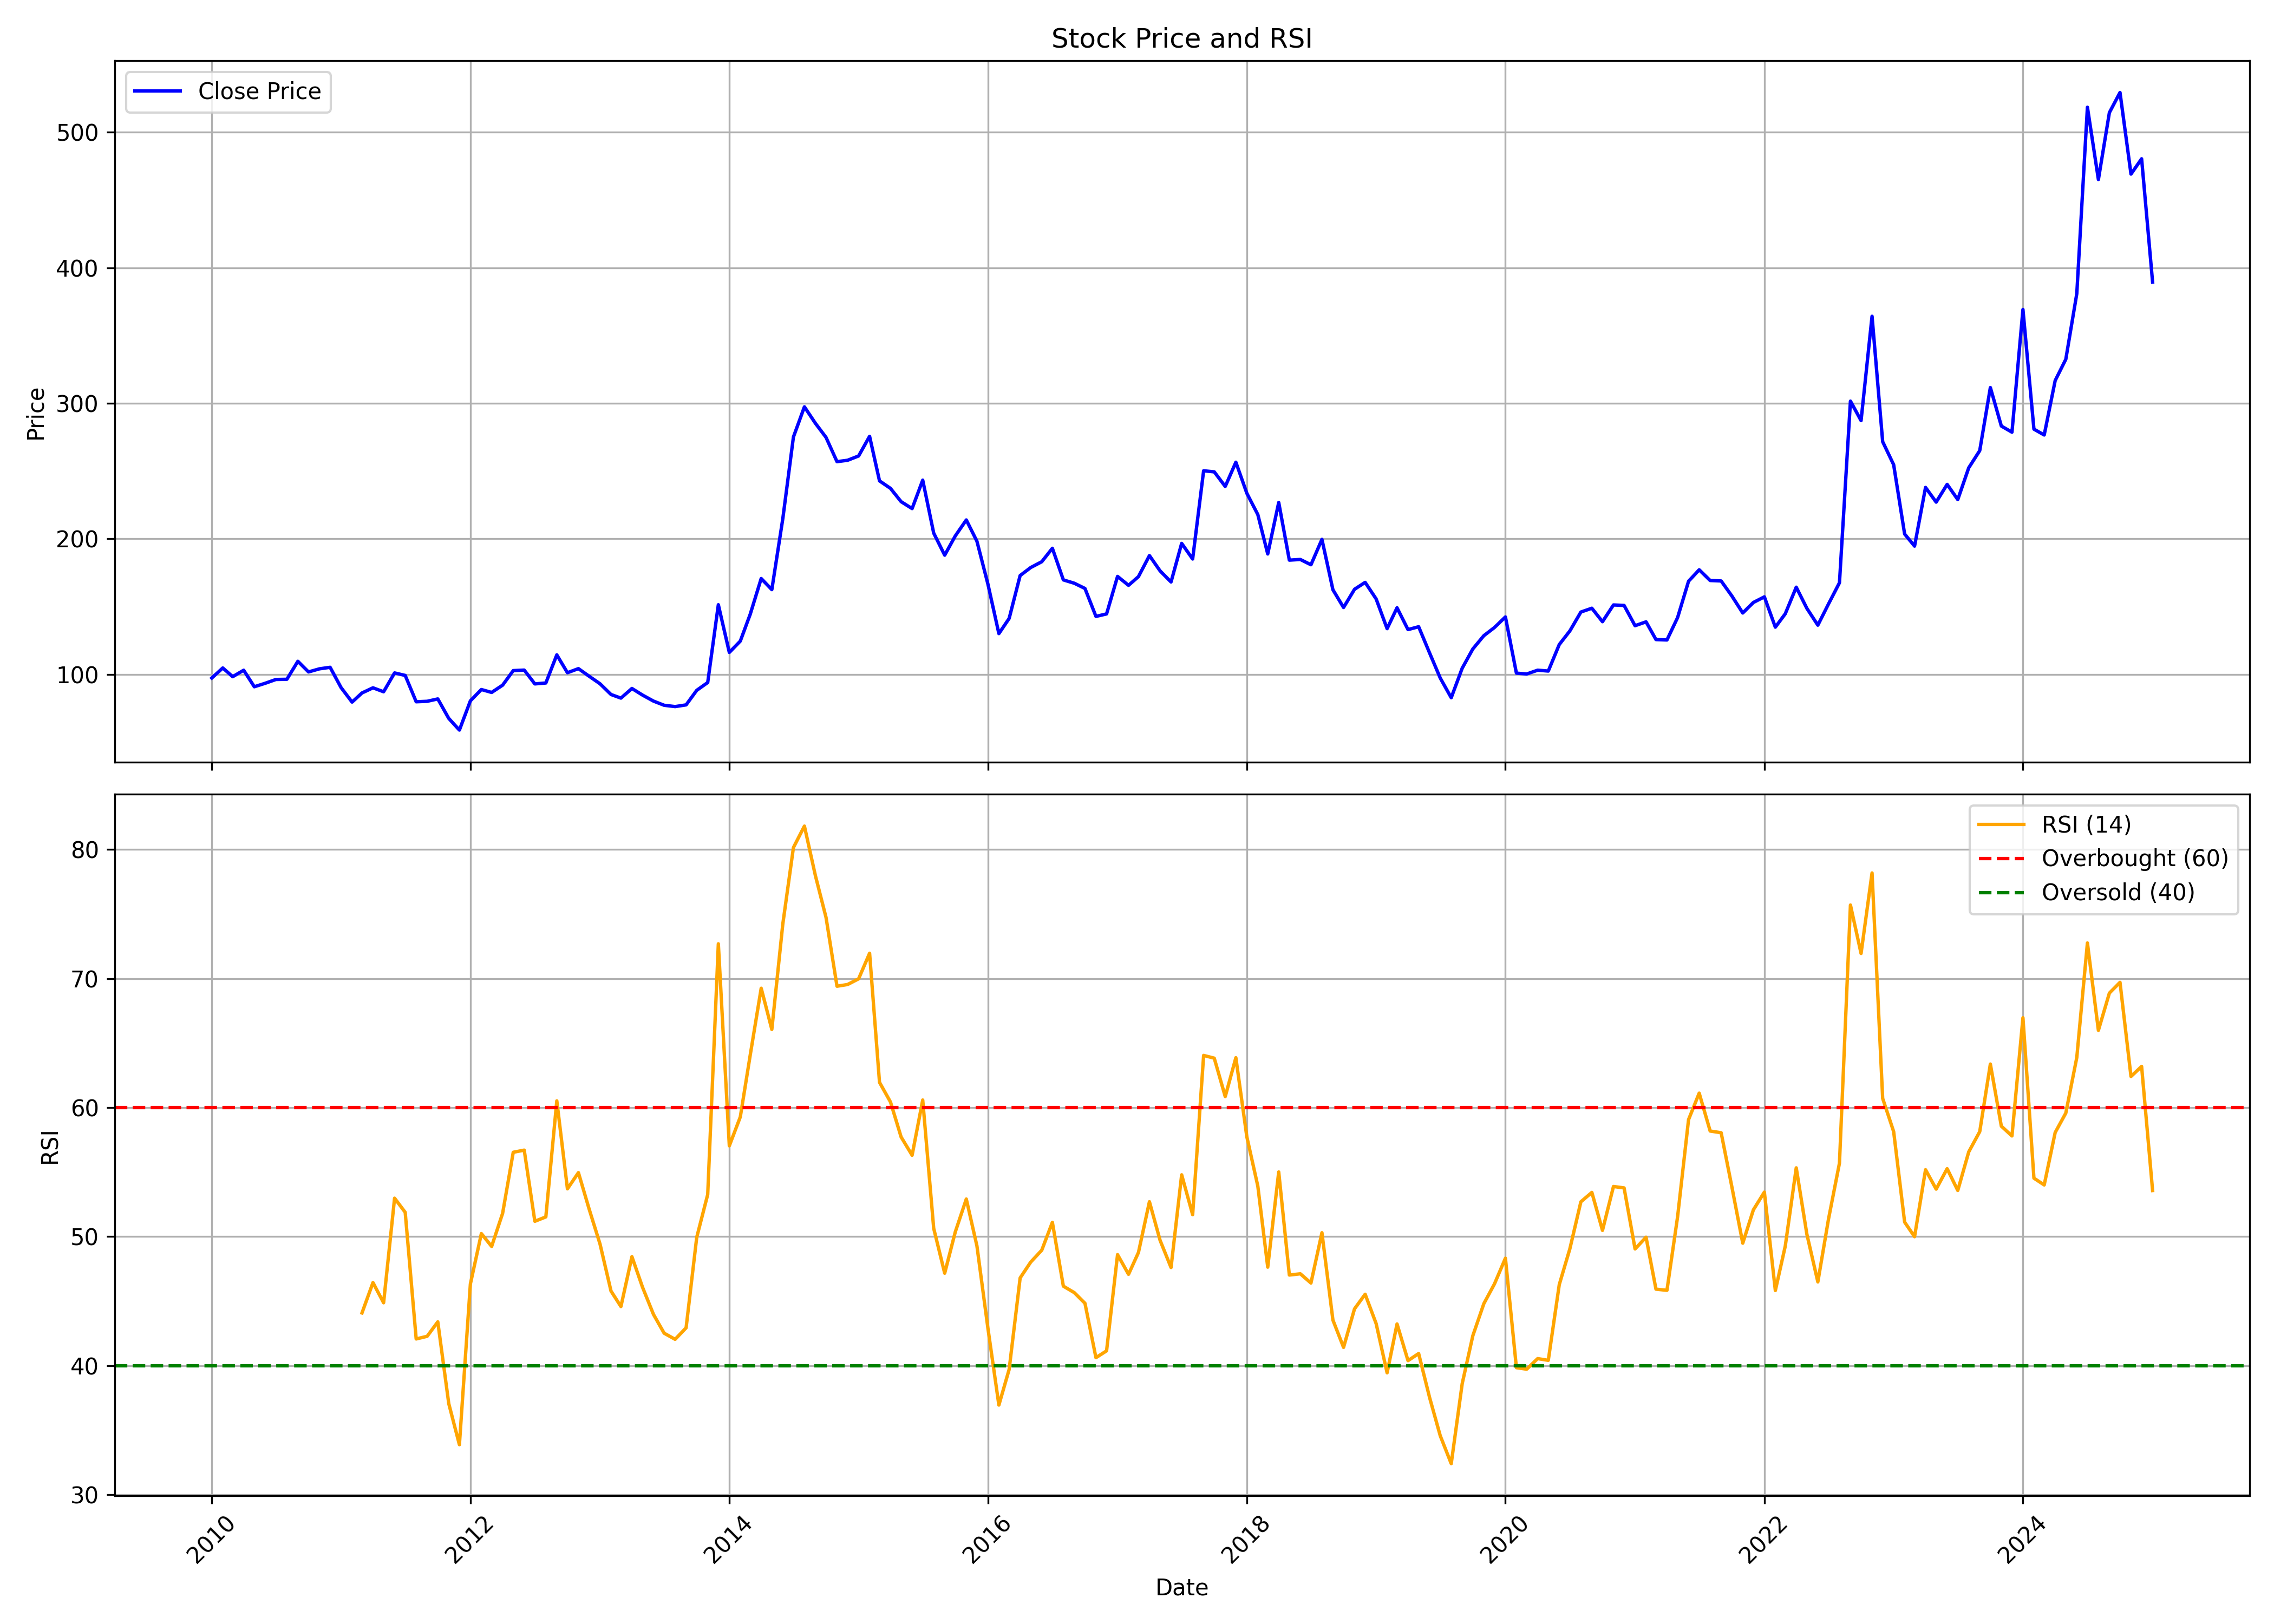 Stock Price and RSI
Close Price
500
400
300
200
100
Price
RSI (14)
Overbought (60)
Oversold (40)
80
70
60
50
40
30
RSI
2010 2012 2014 2016 2018 2020 2022 2024
Date